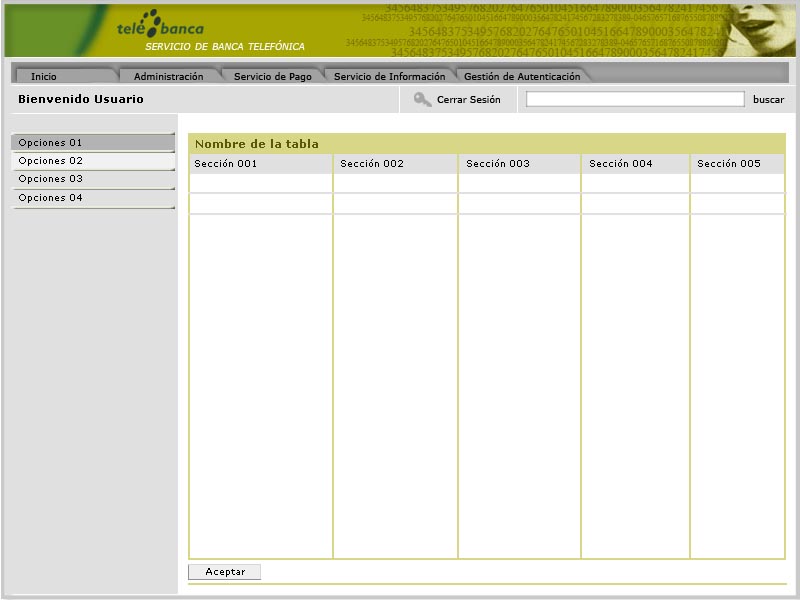 telebanca
SERVICIO DE BANCA TELEFÓNICA
Inicio
Administración
Servicio de Pago
Servicio de Información
Gestión de Autenticación
Bienvenido Usuario
Cerrar Sesión
buscar
Opciones 01
Opciones 02
Opciones 03
Opciones 04
Nombre de la tabla
Sección 001
Sección 002
Sección 003
Sección 004
Sección 005
Aceptar